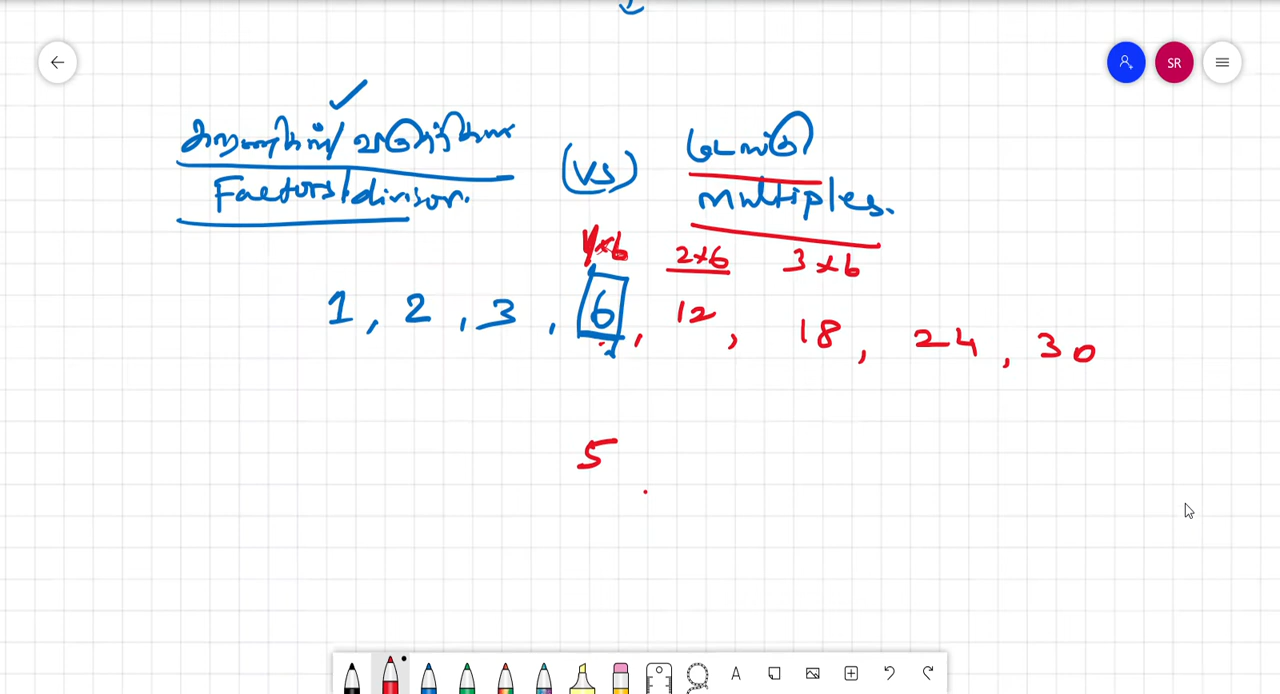 காரணிகள்/ வகுத்திகள் (vs)
Factors/divisor. multiples.
1×6 2×6 3×6
1, 2, 3, 6, 12, 18, 24, 30
5
SR
A